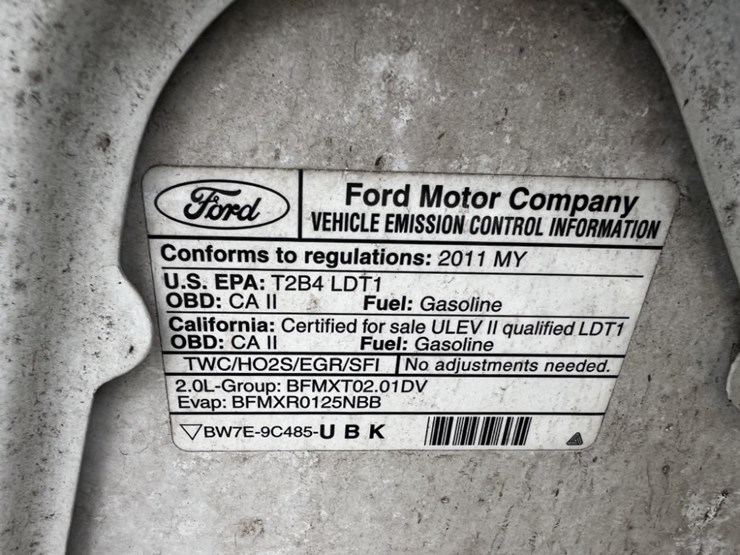 Ford
Ford Motor Company
VEHICLE EMISSION CONTROL INFORMATION
Conforms to regulations: 2011 MY
U.S. EPA: T2B4 LDT1
OBD: CA II Fuel: Gasoline
California: Certified for sale ULEV II qualified LDT1
OBD: CA II Fuel: Gasoline
TWC/HO2S/EGR/SFI No adjustments needed.
2.0L-Group: BFMXT02.01DV
Evap: BFMXR0125NBB
BW7E-9C485-U B K